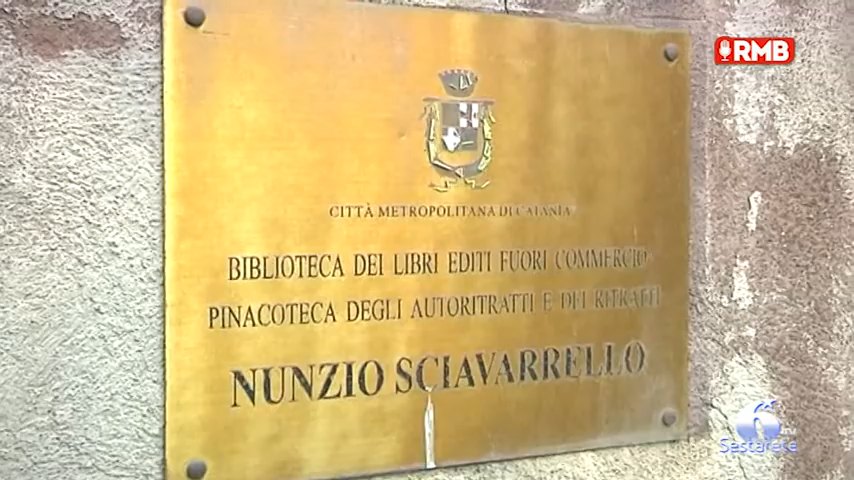 RMB
CITTÀ METROPOLITANA DI CATANIA
BIBLIOTECA DEI LIBRI EDITI FUORI COMMERCIO
PINACOTECA DEGLI AUTORITRATTI E DEI RITRATTI
NUNZIO SCIAVARRELLO
6
Sestarete